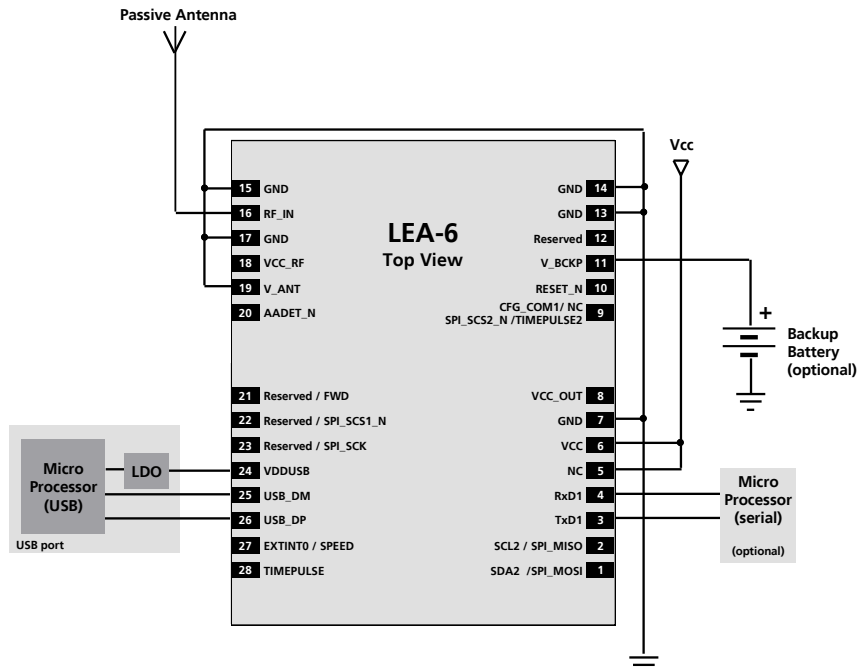 Passive Antenna
Vcc
LEA-6
Top View
15 GND
16 RF_IN
17 GND
18 VCC_RF
19 V_ANT
20 AADET_N
21 Reserved / FWD
22 Reserved / SPI_SCS1_N
23 Reserved / SPI_SCK
24 VDDUSB
25 USB_DM
26 USB_DP
27 EXTINT0 / SPEED
28 TIMEPULSE
GND 14
GND 13
Reserved 12
V_BCKP 11
RESET_N 10
CFG_COM1/ NC
SPI_SCS2_N /TIMEPULSE2 9
VCC_OUT 8
GND 7
VCC 6
NC 5
RxD1 4
TxD1 3
SCL2 / SPI_MISO 2
SDA2 /SPI_MOSI 1
+
Backup
Battery
(optional)
Micro
Processor
(USB)
LDO
USB port
Micro
Processor
(serial)
(optional)